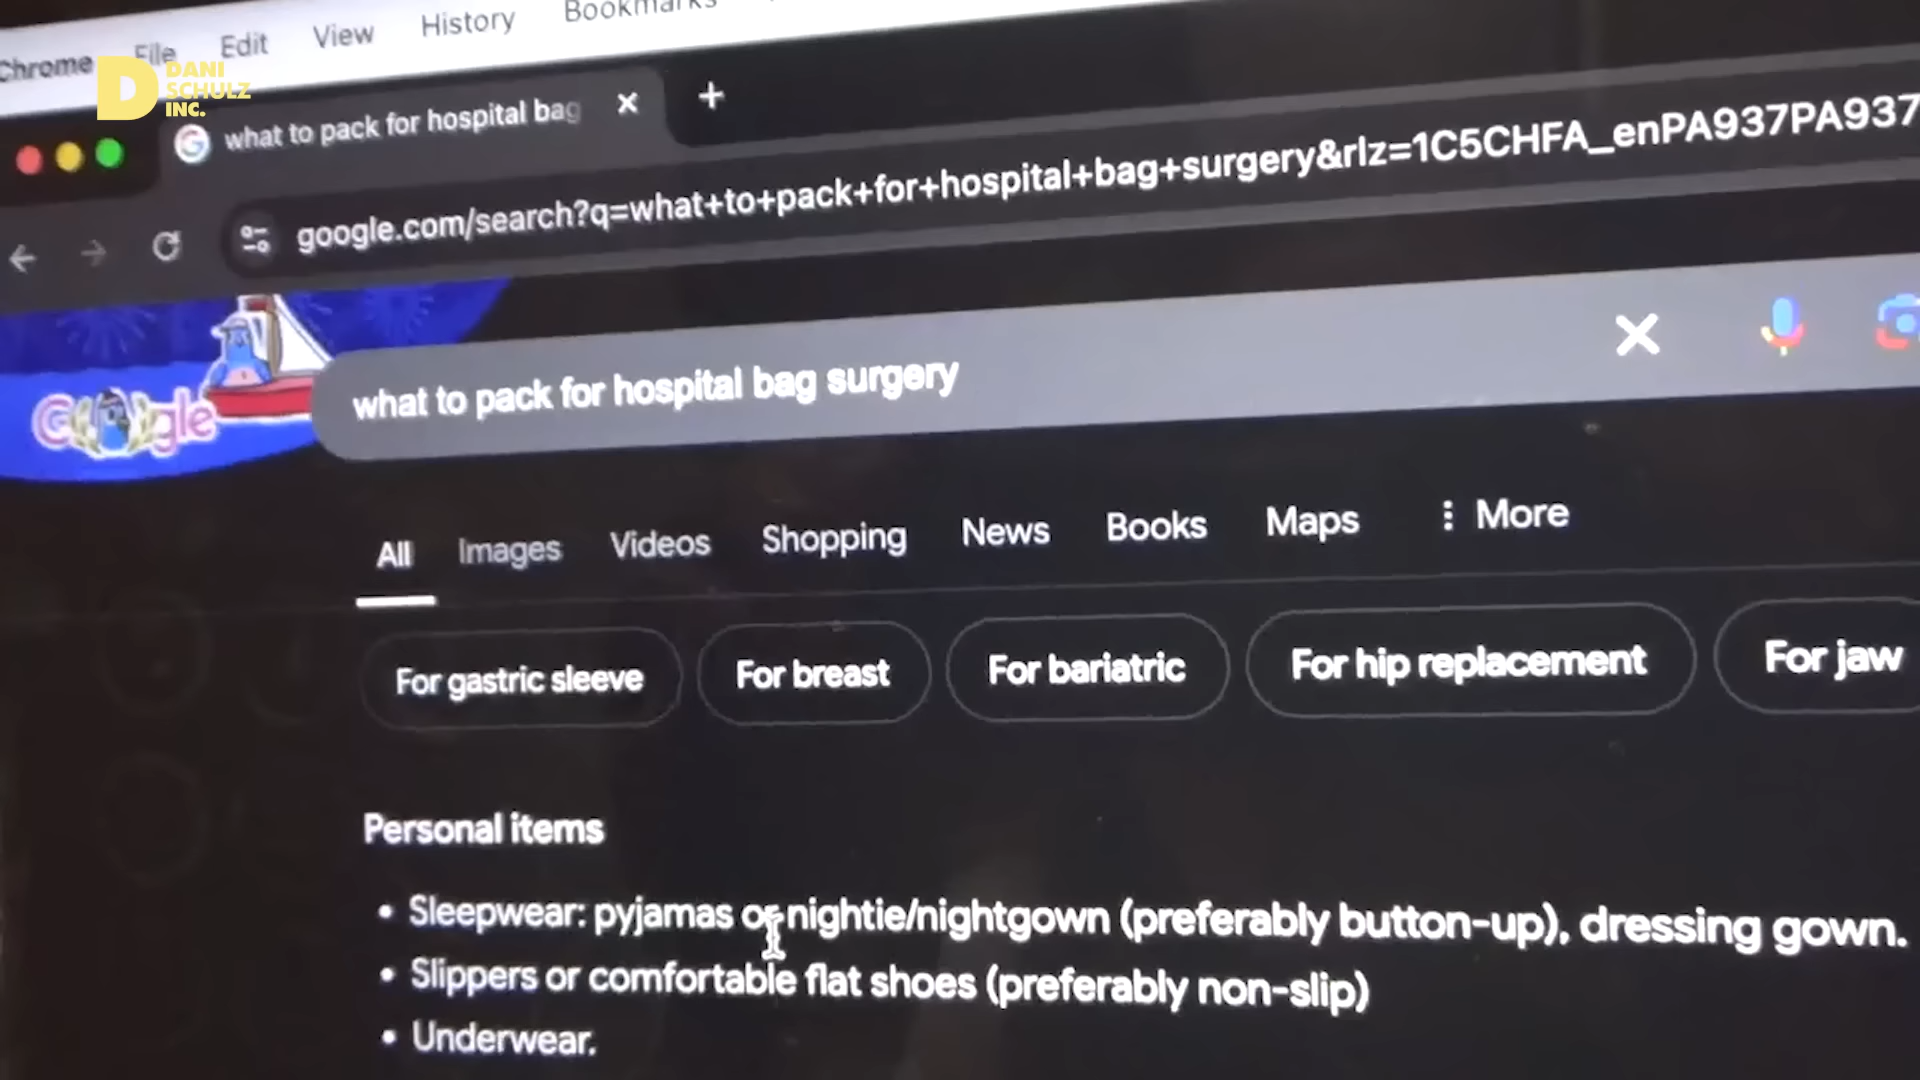 Chrome File Edit View History Bookmarks
DANI
SCHULZ
INC.
what to pack for hospital bag
google.com/search?q=what+to+pack+for+hospital+bag+surgery&rlz=1C5CHFA_enPA937PA937
Google
what to pack for hospital bag surgery
All Images Videos Shopping News Books Maps More
For gastric sleeve For breast For bariatric For hip replacement For jaw
Personal items
• Sleepwear: pyjamas or nightie/nightgown (preferably button-up), dressing gown.
• Slippers or comfortable flat shoes (preferably non-slip)
• Underwear.